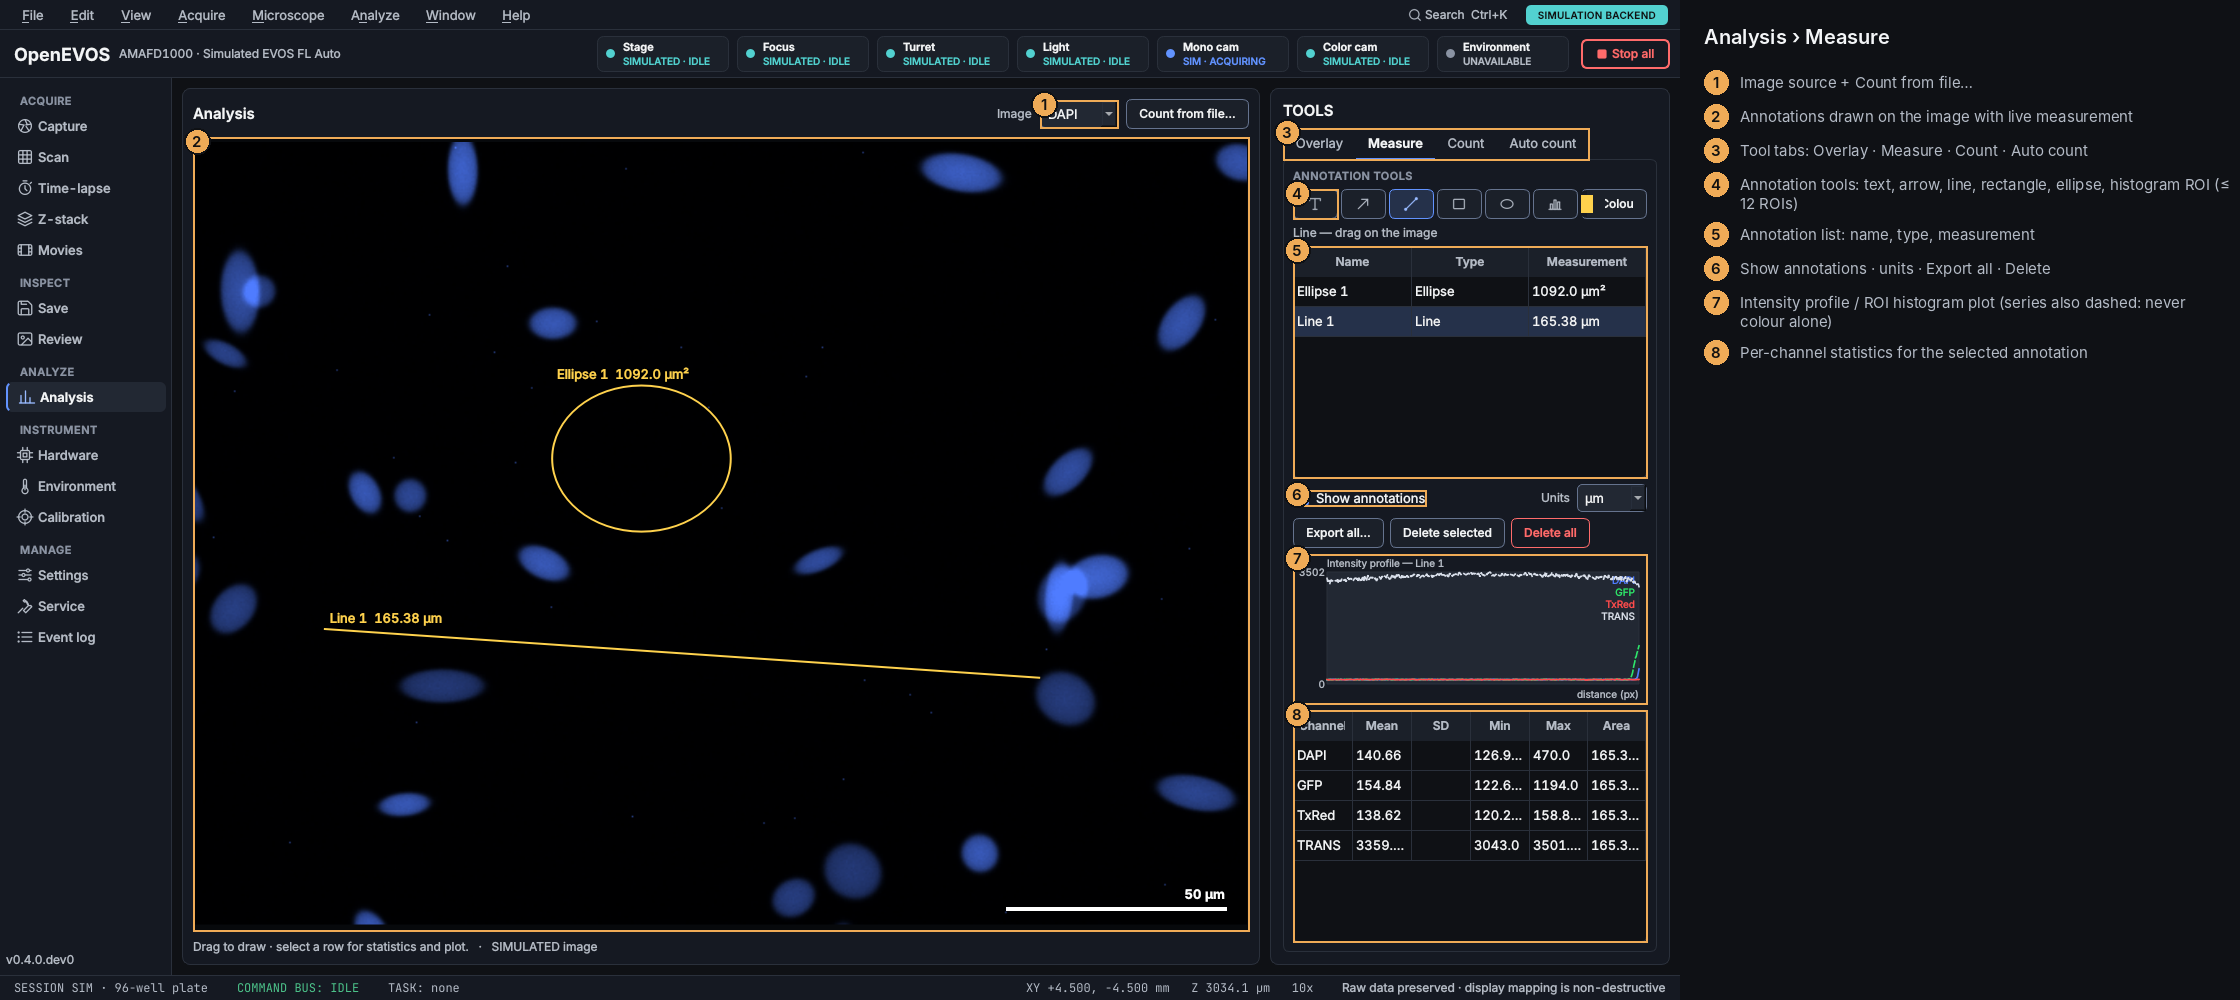 File Edit View Acquire Microscope Analyze Window Help
Search Ctrl+K
SIMULATION BACKEND
OpenEVOS AMAFD1000 · Simulated EVOS FL Auto
Stage
SIMULATED · IDLE
Focus
SIMULATED · IDLE
Turret
SIMULATED · IDLE
Light
SIMULATED · IDLE
Mono cam
SIM · ACQUIRING
Color cam
SIMULATED · IDLE
Environment
UNAVAILABLE
Stop all
ACQUIRE
Capture
Scan
Time-lapse
Z-stack
Movies
INSPECT
Save
Review
ANALYZE
Analysis
INSTRUMENT
Hardware
Environment
Calibration
MANAGE
Settings
Service
Event log
v0.4.0.dev0
Analysis
Image
1
DAPI
Count from file...
2
Ellipse 1 1092.0 µm²
Line 1 165.38 µm
50 µm
Drag to draw · select a row for statistics and plot. · SIMULATED image
TOOLS
3
Overlay Measure Count Auto count
ANNOTATION TOOLS
4
T
Colou
Line — drag on the image
5
Name Type Measurement
Ellipse 1 Ellipse 1092.0 µm²
Line 1 Line 165.38 µm
6
Show annotations
Units µm
Export all... Delete selected Delete all
7
Intensity profile — Line 1
3502
DAPI
GFP
TxRed
TRANS
0
distance (px)
8
Channel Mean SD Min Max Area
DAPI 140.66 126.9... 470.0 165.3...
GFP 154.84 122.6... 1194.0 165.3...
TxRed 138.62 120.2... 158.8... 165.3...
TRANS 3359.... 3043.0 3501.... 165.3...
SESSION SIM · 96-well plate COMMAND BUS: IDLE TASK: none
XY +4.500, -4.500 mm Z 3034.1 µm 10x Raw data preserved · display mapping is non-destructive
Analysis › Measure
1 Image source + Count from file...
2 Annotations drawn on the image with live measurement
3 Tool tabs: Overlay · Measure · Count · Auto count
4 Annotation tools: text, arrow, line, rectangle, ellipse, histogram ROI (≤
12 ROIs)
5 Annotation list: name, type, measurement
6 Show annotations · units · Export all · Delete
7 Intensity profile / ROI histogram plot (series also dashed: never
colour alone)
8 Per-channel statistics for the selected annotation